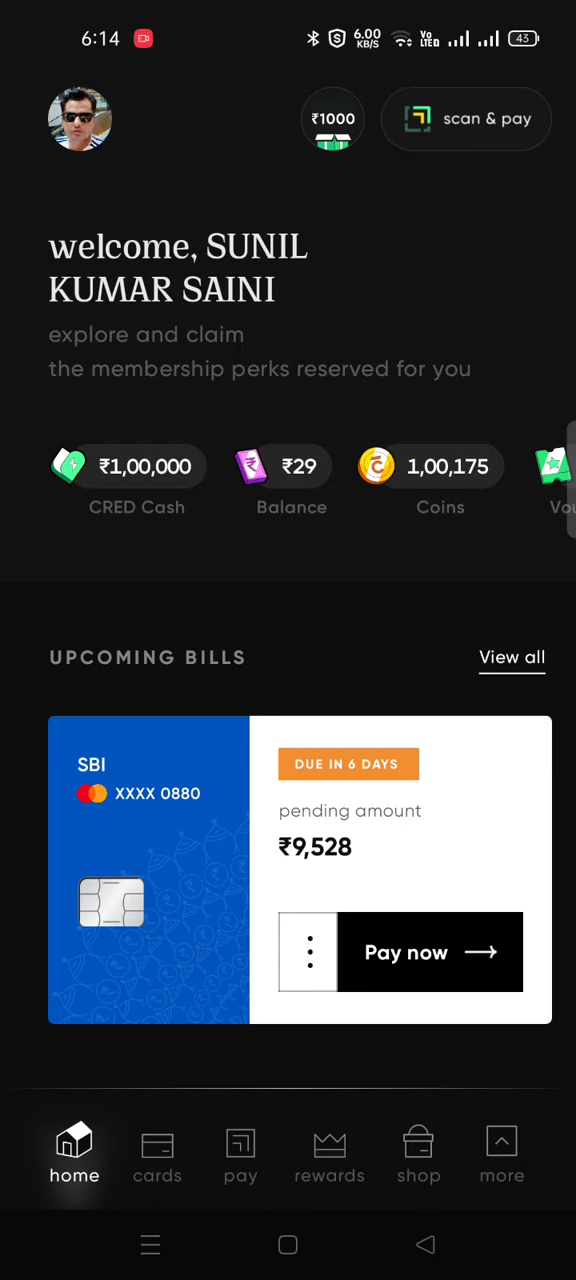 6:14 6.00 KB/S Vo LTED 43
₹1000 scan & pay
welcome, SUNIL
KUMAR SAINI
explore and claim
the membership perks reserved for you
₹1,00,000 ₹29 1,00,175
CRED Cash Balance Coins
UPCOMING BILLS View all
SBI
XXXX 0880
DUE IN 6 DAYS
pending amount
₹9,528
Pay now
home cards pay rewards shop more